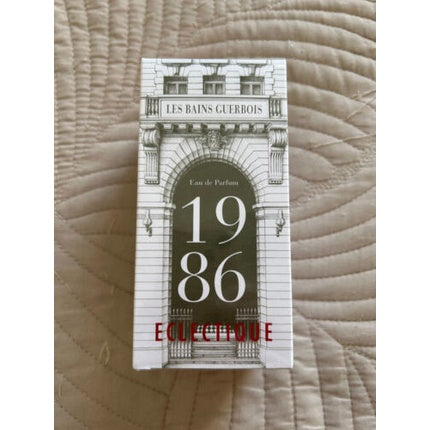 LES BAINS GUERBOIS
Eau de Parfum
19
86
ECLECTIQUE